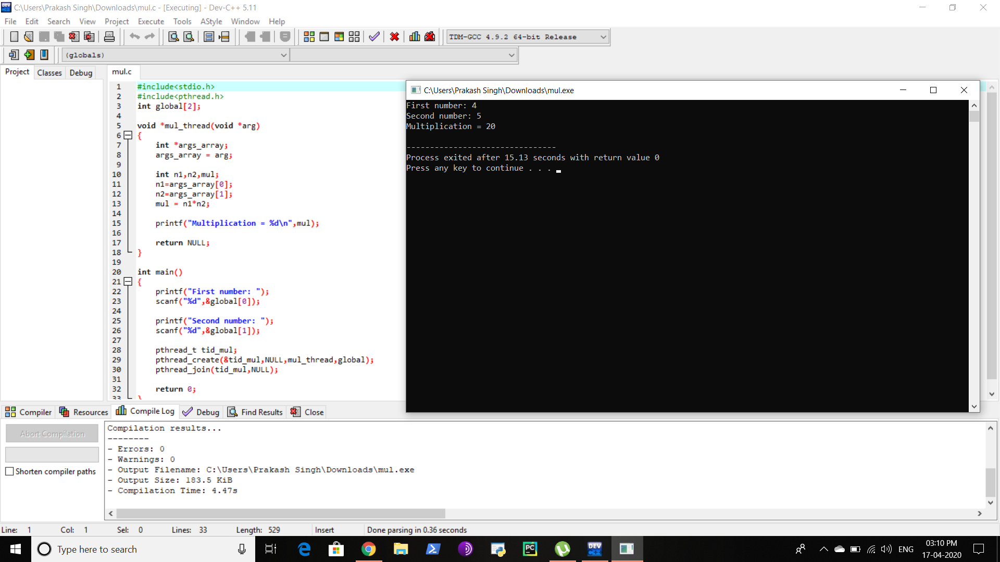 C:\Users\Prakash Singh\Downloads\mul.c - [Executing] - Dev-C++ 5.11
File Edit Search View Project Execute Tools AStyle Window Help
TDM-GCC 4.9.2 64-bit Release
(globals)
Project Classes Debug
mul.c
1 #include<stdio.h>
2 #include<pthread.h>
3 int global[2];
4
5 void *mul_thread(void *arg)
6 {
7 int *args_array;
8 args_array = arg;
9
10 int n1,n2,mul;
11 n1=args_array[0];
12 n2=args_array[1];
13 mul = n1*n2;
14
15 printf("Multiplication = %d\n",mul);
16
17 return NULL;
18 }
19
20 int main()
21 {
22 printf("First number: ");
23 scanf("%d",&global[0]);
24
25 printf("Second number: ");
26 scanf("%d",&global[1]);
27
28 pthread_t tid_mul;
29 pthread_create(&tid_mul,NULL,mul_thread,global);
30 pthread_join(tid_mul,NULL);
31
32 return 0;
33 }
C:\Users\Prakash Singh\Downloads\mul.exe
First number: 4
Second number: 5
Multiplication = 20
--------------------------------
Process exited after 15.13 seconds with return value 0
Press any key to continue . . .
Compiler Resources Compile Log Debug Find Results Close
Abort Compilation
Shorten compiler paths
Compilation results...
--------
- Errors: 0
- Warnings: 0
- Output Filename: C:\Users\Prakash Singh\Downloads\mul.exe
- Output Size: 183.5 KiB
- Compilation Time: 4.47s
Line: 1 Col: 1 Sel: 0 Lines: 33 Length: 529 Insert Done parsing in 0.36 seconds
Type here to search
PC
DEV
C++
ENG
03:10 PM
17-04-2020